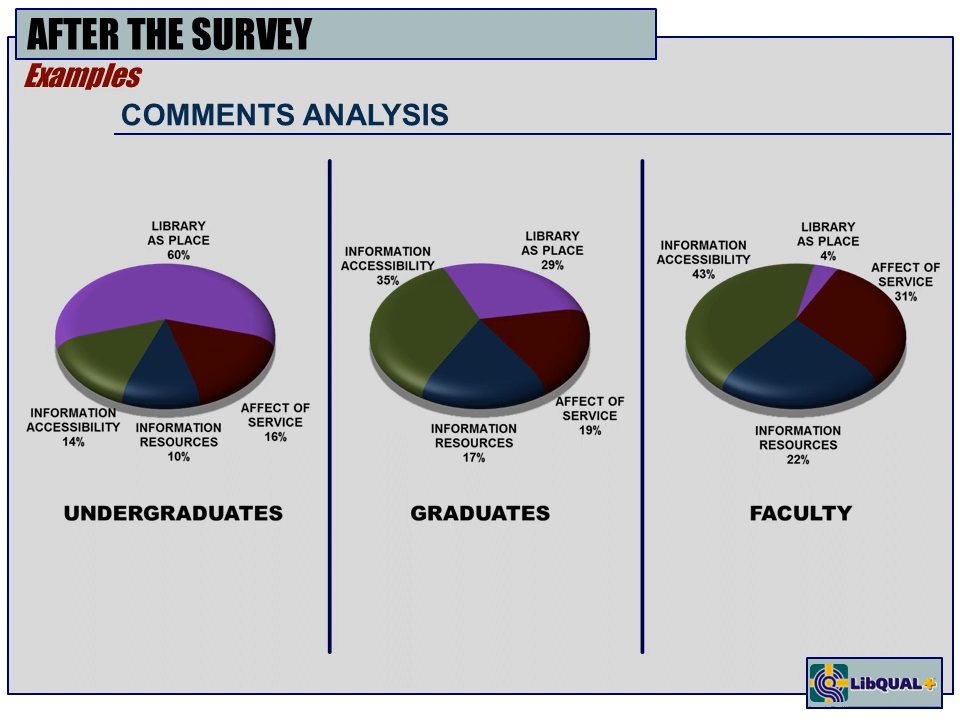 AFTER THE SURVEY
Examples
COMMENTS ANALYSIS
LIBRARY
AS PLACE
60%
INFORMATION
ACCESSIBILITY
14%
INFORMATION
RESOURCES
10%
AFFECT OF
SERVICE
16%
UNDERGRADUATES
INFORMATION
ACCESSIBILITY
35%
LIBRARY
AS PLACE
29%
INFORMATION
RESOURCES
17%
AFFECT OF
SERVICE
19%
GRADUATES
INFORMATION
ACCESSIBILITY
43%
LIBRARY
AS PLACE
4%
AFFECT OF
SERVICE
31%
INFORMATION
RESOURCES
22%
FACULTY
LibQUAL+